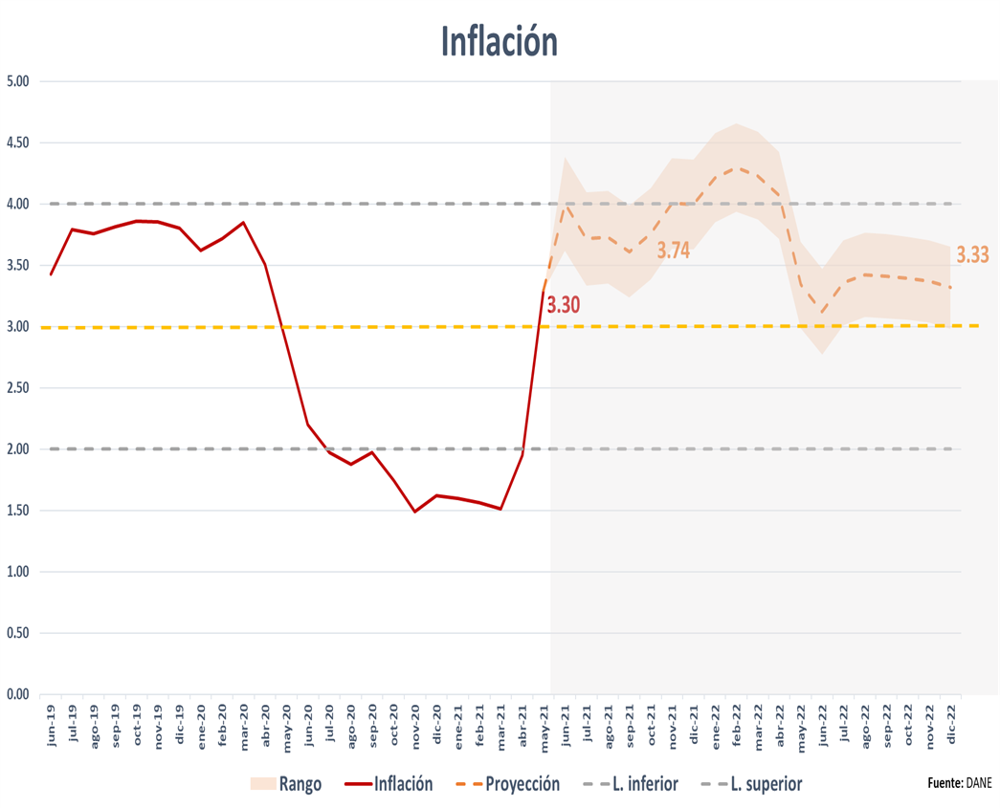 Inflación
5.00
4.50
4.00
3.50
3.00
2.50
2.00
1.50
1.00
0.50
0.00
3.30
3.74
3.33
jun-19
jul-19
ago-19
sep-19
oct-19
nov-19
dic-19
ene-20
feb-20
mar-20
abr-20
may-20
jun-20
jul-20
ago-20
sep-20
oct-20
nov-20
dic-20
ene-21
feb-21
mar-21
abr-21
may-21
jun-21
jul-21
ago-21
sep-21
oct-21
nov-21
dic-21
ene-22
feb-22
mar-22
abr-22
may-22
jun-22
jul-22
ago-22
sep-22
oct-22
nov-22
dic-22
Rango Inflación Proyección L. inferior L. superior
Fuente: DANE